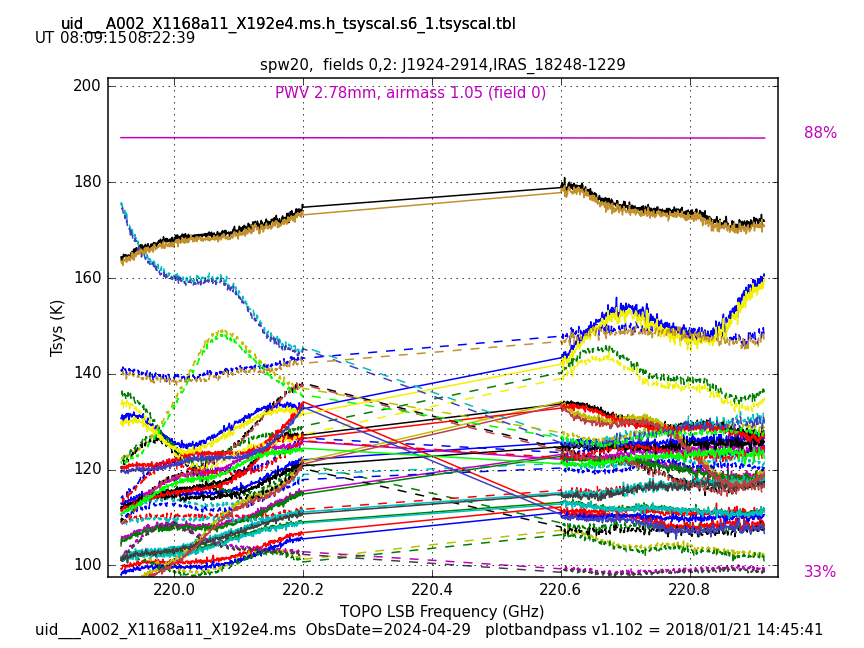 uid___A002_X1168a11_X192e4.ms.h_tsyscal.s6_1.tsyscal.tbl
UT 08:09:1508:22:39
spw20,  fields 0,2: J1924-2914,IRAS_18248-1229
PWV 2.78mm, airmass 1.05 (field 0)
200
180
160
140
120
100
Tsys (K)
88%
33%
220.0 220.2 220.4 220.6 220.8
TOPO LSB Frequency (GHz)
uid___A002_X1168a11_X192e4.ms  ObsDate=2024-04-29   plotbandpass v1.102 = 2018/01/21 14:45:41